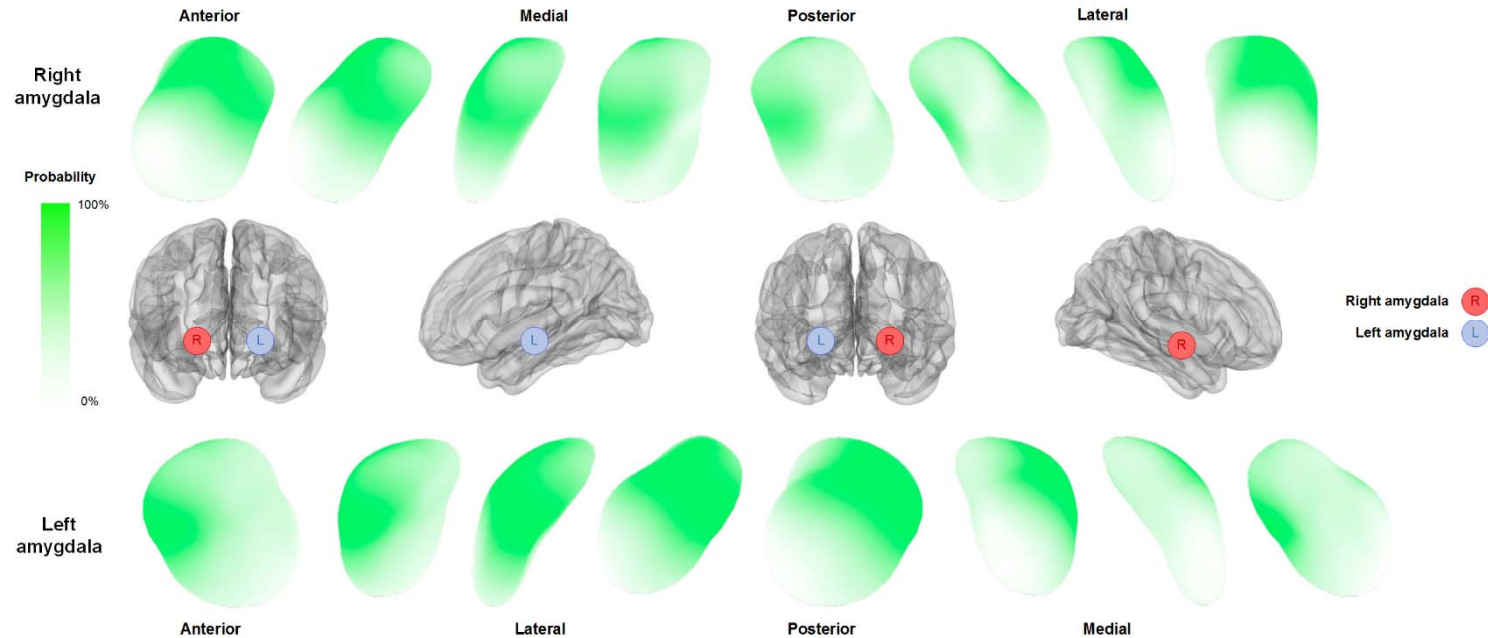 Anterior
Medial
Posterior
Lateral
Right
amygdala
Probability
100%
0%
R
L
L
L
R
R
Right amygdala R
Left amygdala L
Left
amygdala
Anterior
Lateral
Posterior
Medial